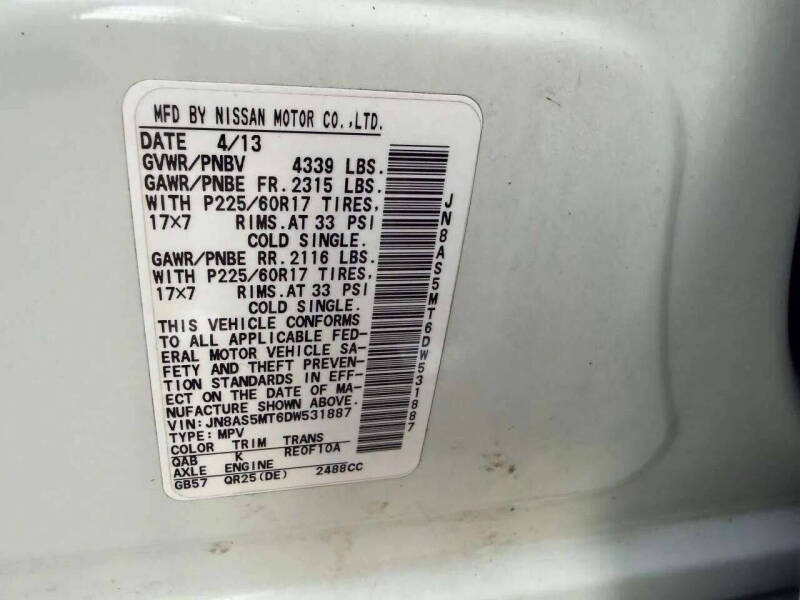 MFD BY NISSAN MOTOR CO.,LTD.
DATE 4/13
GVWR/PNBV 4339 LBS.
GAWR/PNBE FR.2315 LBS.
WITH P225/60R17 TIRES,
17×7 RIMS.AT 33 PSI
COLD SINGLE.
GAWR/PNBE RR.2116 LBS.
WITH P225/60R17 TIRES,
17×7 RIMS.AT 33 PSI
COLD SINGLE.
THIS VEHICLE CONFORMS
TO ALL APPLICABLE FED-
ERAL MOTOR VEHICLE SA-
FETY AND THEFT PREVEN-
TION STANDARDS IN EFF-
ECT ON THE DATE OF MA-
NUFACTURE SHOWN ABOVE.
VIN:JN8AS5MT6DW531887
TYPE:MPV
COLOR TRIM TRANS
QAB K RE0F10A
AXLE ENGINE
GB57 QR25(DE) 2488CC
JN8AS5MT6DW531887